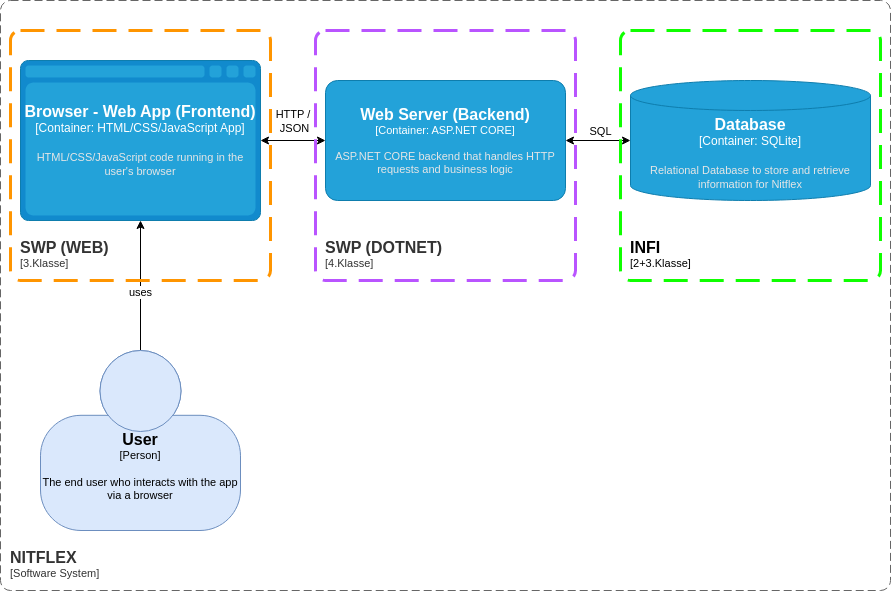 Browser - Web App (Frontend)
[Container: HTML/CSS/JavaScript App]
HTML/CSS/JavaScript code running in the
user's browser
SWP (WEB)
[3.Klasse]
HTTP /
JSON
Web Server (Backend)
[Container: ASP.NET CORE]
ASP.NET CORE backend that handles HTTP
requests and business logic
SWP (DOTNET)
[4.Klasse]
SQL
Database
[Container: SQLite]
Relational Database to store and retrieve
information for Nitflex
INFI
[2+3.Klasse]
uses
User
[Person]
The end user who interacts with the app
via a browser
NITFLEX
[Software System]